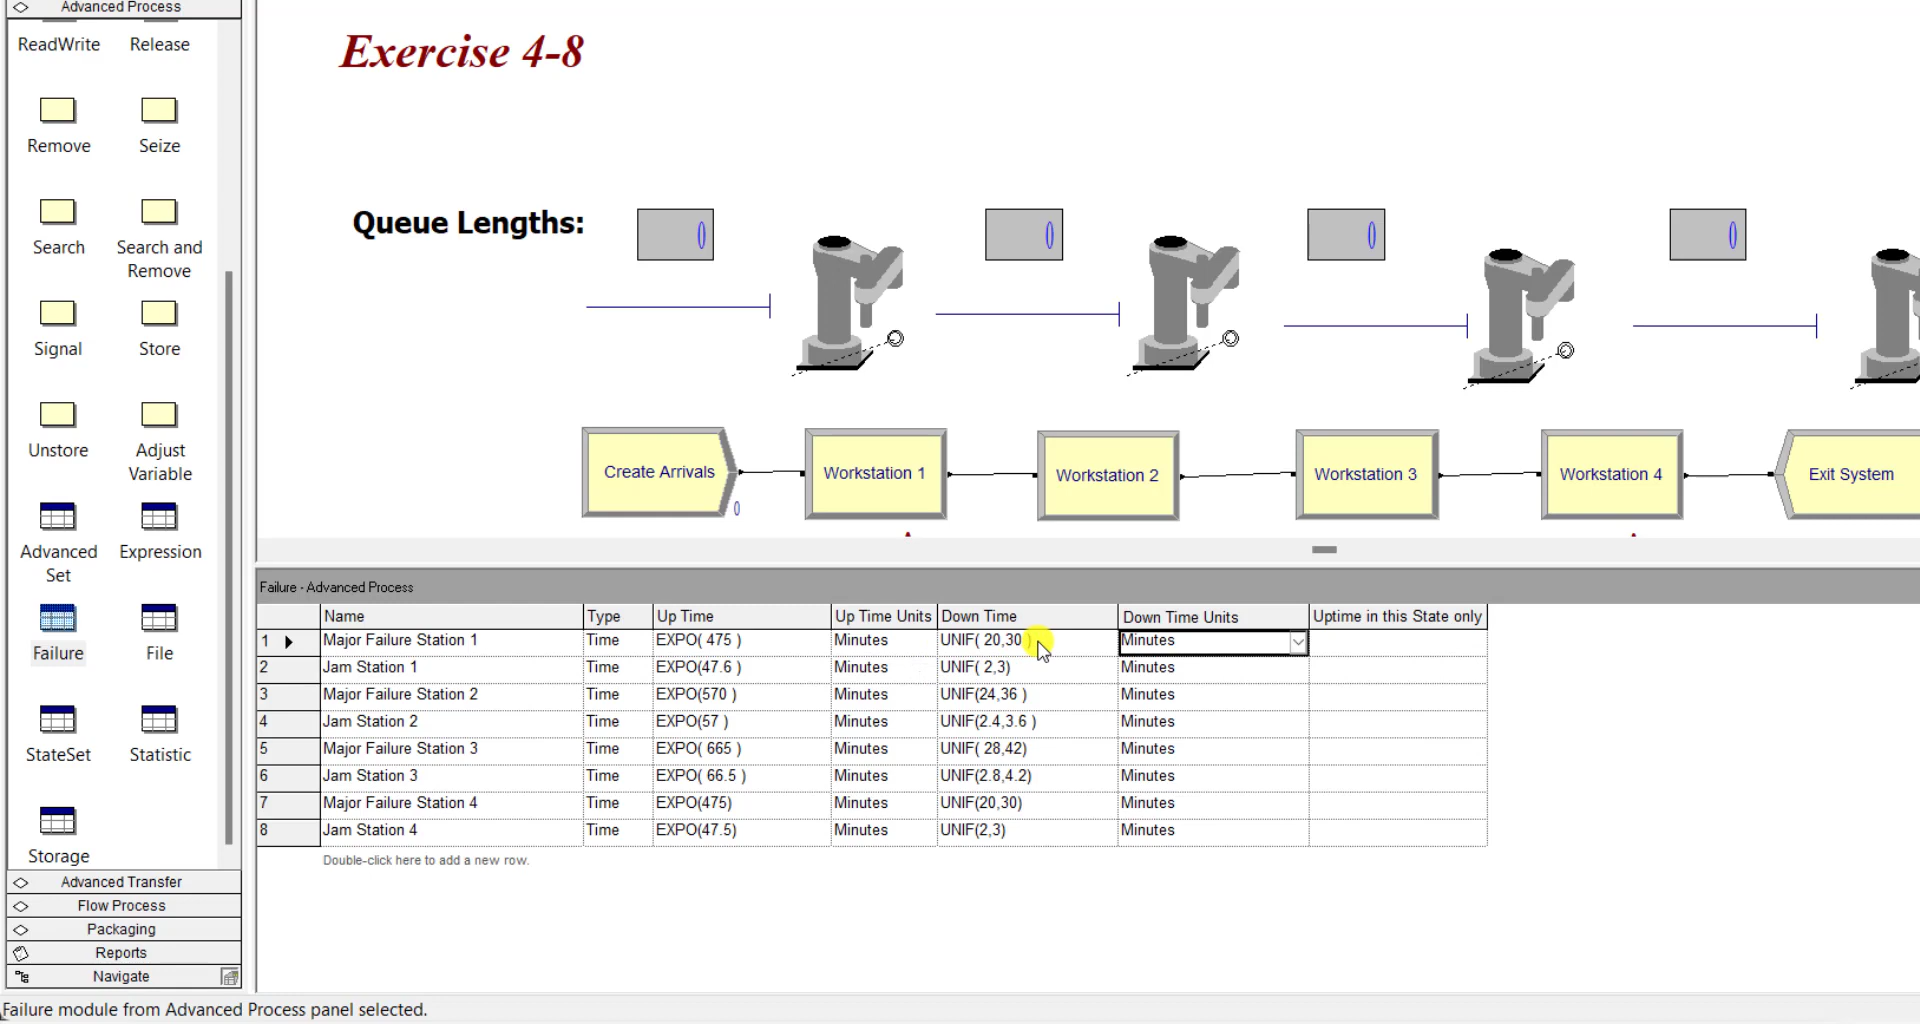 Advanced Process
ReadWrite Release
Remove Seize
Search Search and
Remove
Signal Store
Unstore Adjust
Variable
Advanced Expression
Set
Failure File
StateSet Statistic
Storage
Advanced Transfer
Flow Process
Packaging
Reports
Navigate
Exercise 4-8
Queue Lengths:
0 0 0 0
Create Arrivals Workstation 1 Workstation 2 Workstation 3 Workstation 4 Exit System
0
Failure - Advanced Process
Name Type Up Time Up Time Units Down Time Down Time Units Uptime in this State only
1 Major Failure Station 1 Time EXPO( 475 ) Minutes UNIF( 20,30 ) Minutes
2 Jam Station 1 Time EXPO(47.6 ) Minutes UNIF( 2,3) Minutes
3 Major Failure Station 2 Time EXPO(570 ) Minutes UNIF(24,36 ) Minutes
4 Jam Station 2 Time EXPO(57 ) Minutes UNIF(2.4,3.6 ) Minutes
5 Major Failure Station 3 Time EXPO( 665 ) Minutes UNIF( 28,42) Minutes
6 Jam Station 3 Time EXPO( 66.5 ) Minutes UNIF(2.8,4.2) Minutes
7 Major Failure Station 4 Time EXPO(475) Minutes UNIF(20,30) Minutes
8 Jam Station 4 Time EXPO(47.5) Minutes UNIF(2,3) Minutes
Double-click here to add a new row.
Failure module from Advanced Process panel selected.